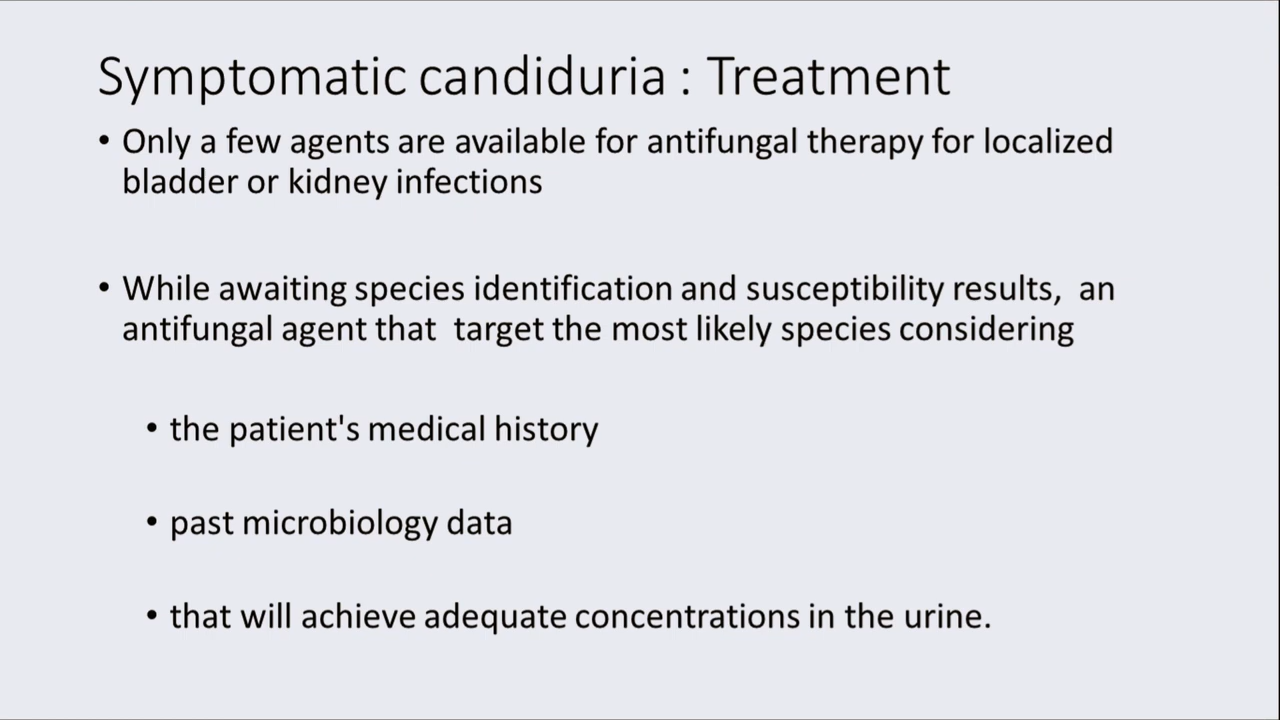 Symptomatic candiduria : Treatment
• Only a few agents are available for antifungal therapy for localized
bladder or kidney infections
• While awaiting species identification and susceptibility results,  an
antifungal agent that  target the most likely species considering
• the patient's medical history
• past microbiology data
• that will achieve adequate concentrations in the urine.